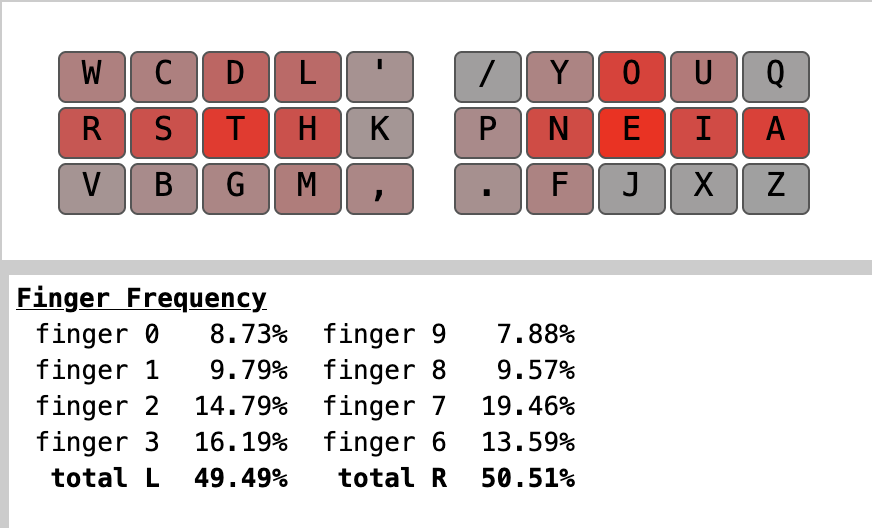 W C D L ' / Y O U Q
R S T H K P N E I A
V B G M , . F J X Z
Finger Frequency
finger 0 8.73% finger 9 7.88%
finger 1 9.79% finger 8 9.57%
finger 2 14.79% finger 7 19.46%
finger 3 16.19% finger 6 13.59%
total L 49.49% total R 50.51%